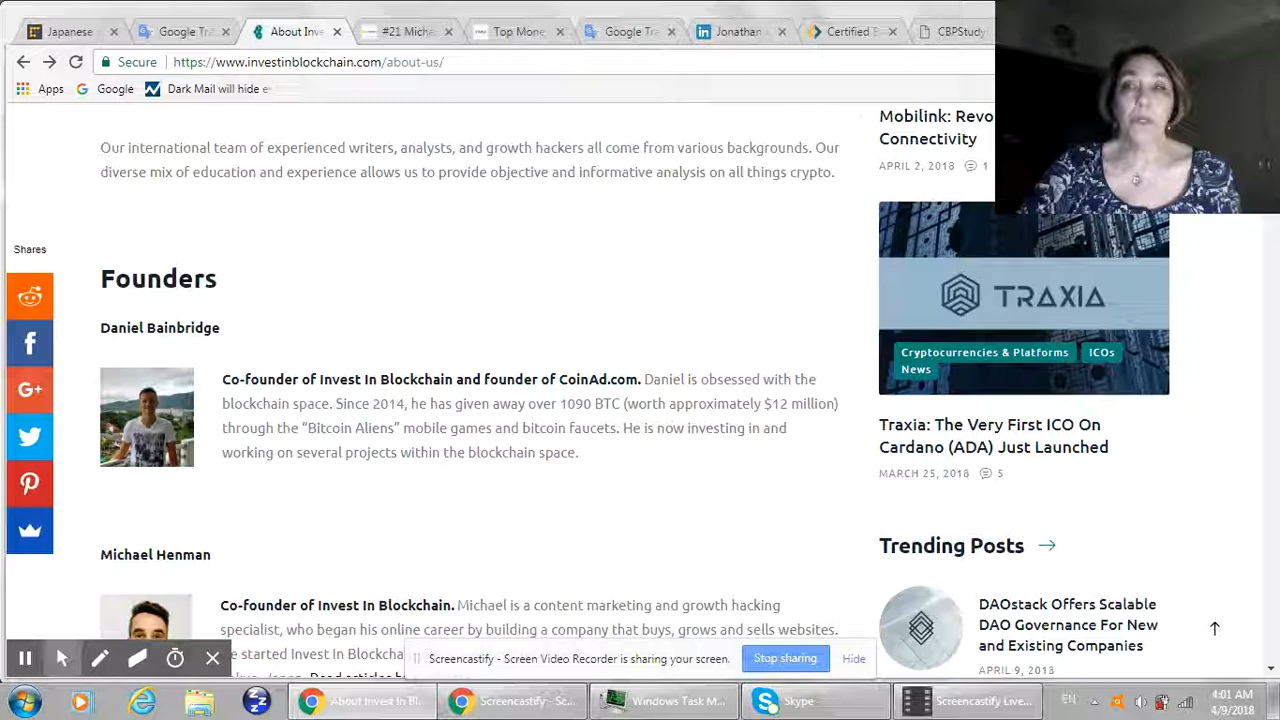 Japanese
Google Tr
About Inve
#21 Micha
Top Mone
Google Tra
Jonathan
Certified B
CBPStudy
Secure
https://www.investinblockchain.com/about-us/
Apps
Google
Dark Mail will hide e
Our international team of experienced writers, analysts, and growth hackers all come from various backgrounds. Our
diverse mix of education and experience allows us to provide objective and informative analysis on all things crypto.
Shares
Founders
Daniel Bainbridge
Co-founder of Invest In Blockchain and founder of CoinAd.com. Daniel is obsessed with the
blockchain space. Since 2014, he has given away over 1090 BTC (worth approximately $12 million)
through the “Bitcoin Aliens” mobile games and bitcoin faucets. He is now investing in and
working on several projects within the blockchain space.
Michael Henman
Co-founder of Invest In Blockchain. Michael is a content marketing and growth hacking
specialist, who began his online career by building a company that buys, grows and sells websites.
e started Invest In Blockcha
Mobilink: Revo
Connectivity
APRIL 2, 2018
1
TRAXIA
Cryptocurrencies & Platforms
ICOs
News
Traxia: The Very First ICO On
Cardano (ADA) Just Launched
MARCH 25, 2018
5
Trending Posts
DAOstack Offers Scalable
DAO Governance For New
and Existing Companies
APRIL 9, 2018
Screencastify - Screen Video Recorder is sharing your screen.
Stop sharing
Hide
About Invest In Bl...
Screencastify - Sc...
Windows Task M...
Skype
Screencastify Live...
EN
4:01 AM
4/9/2018